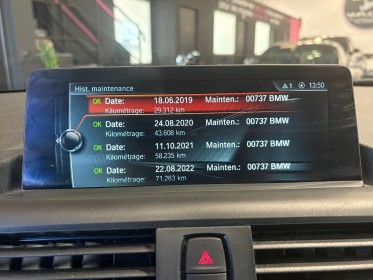 Hist. maintenance
1
13:50
OK Date: 18.06.2019 Mainten.: 00737 BMW
Kilométrage: 29.312 km
OK Date: 24.08.2020 Mainten.: 00737 BMW
Kilométrage: 43.608 km
OK Date: 11.10.2021 Mainten.: 00737 BMW
Kilométrage: 58.235 km
OK Date: 22.08.2022 Mainten.: 00737 BMW
Kilométrage: 71.263 km